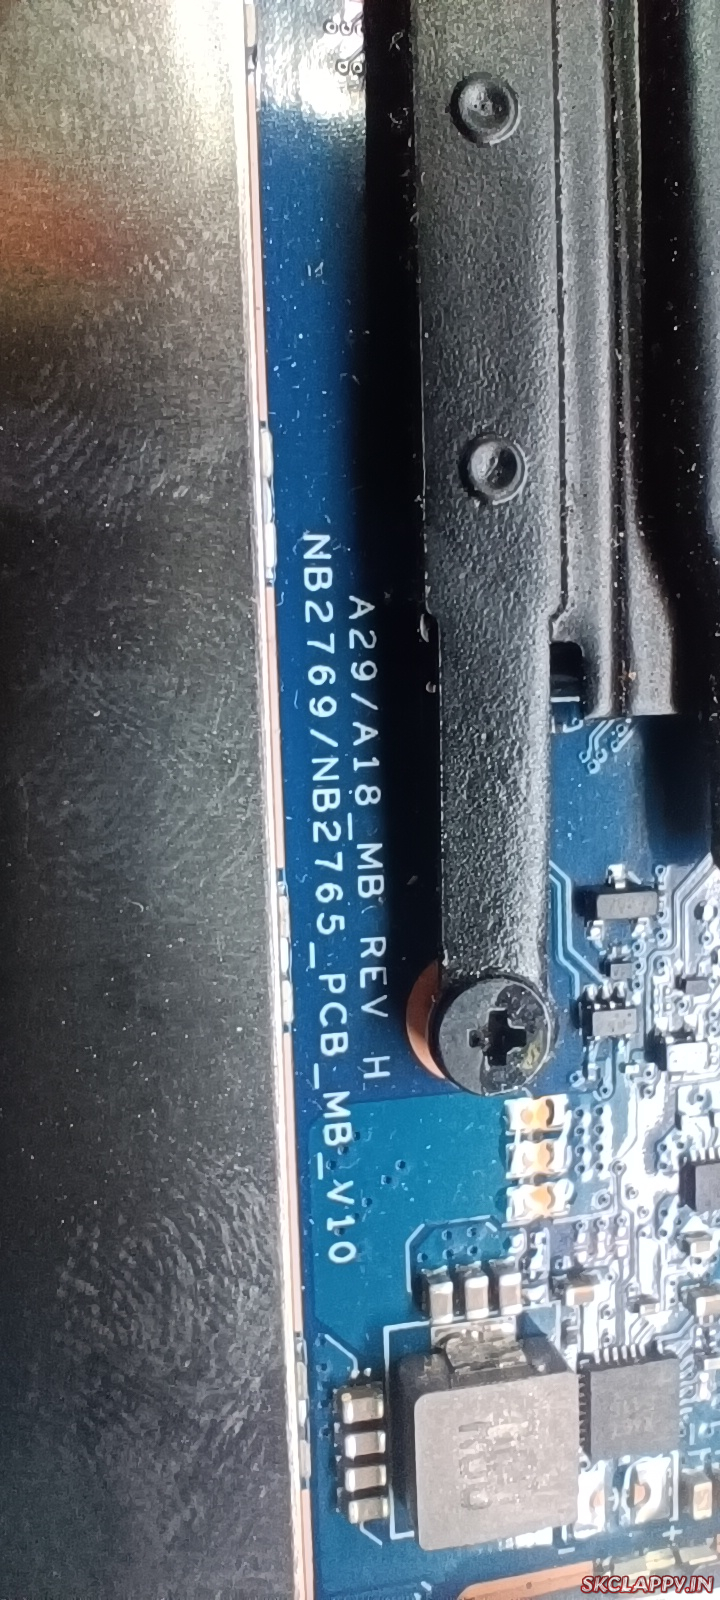 A29/A18_MB REV H
NB2769/NB2765_PCB_MB_V10
SKCLAPPY.IN